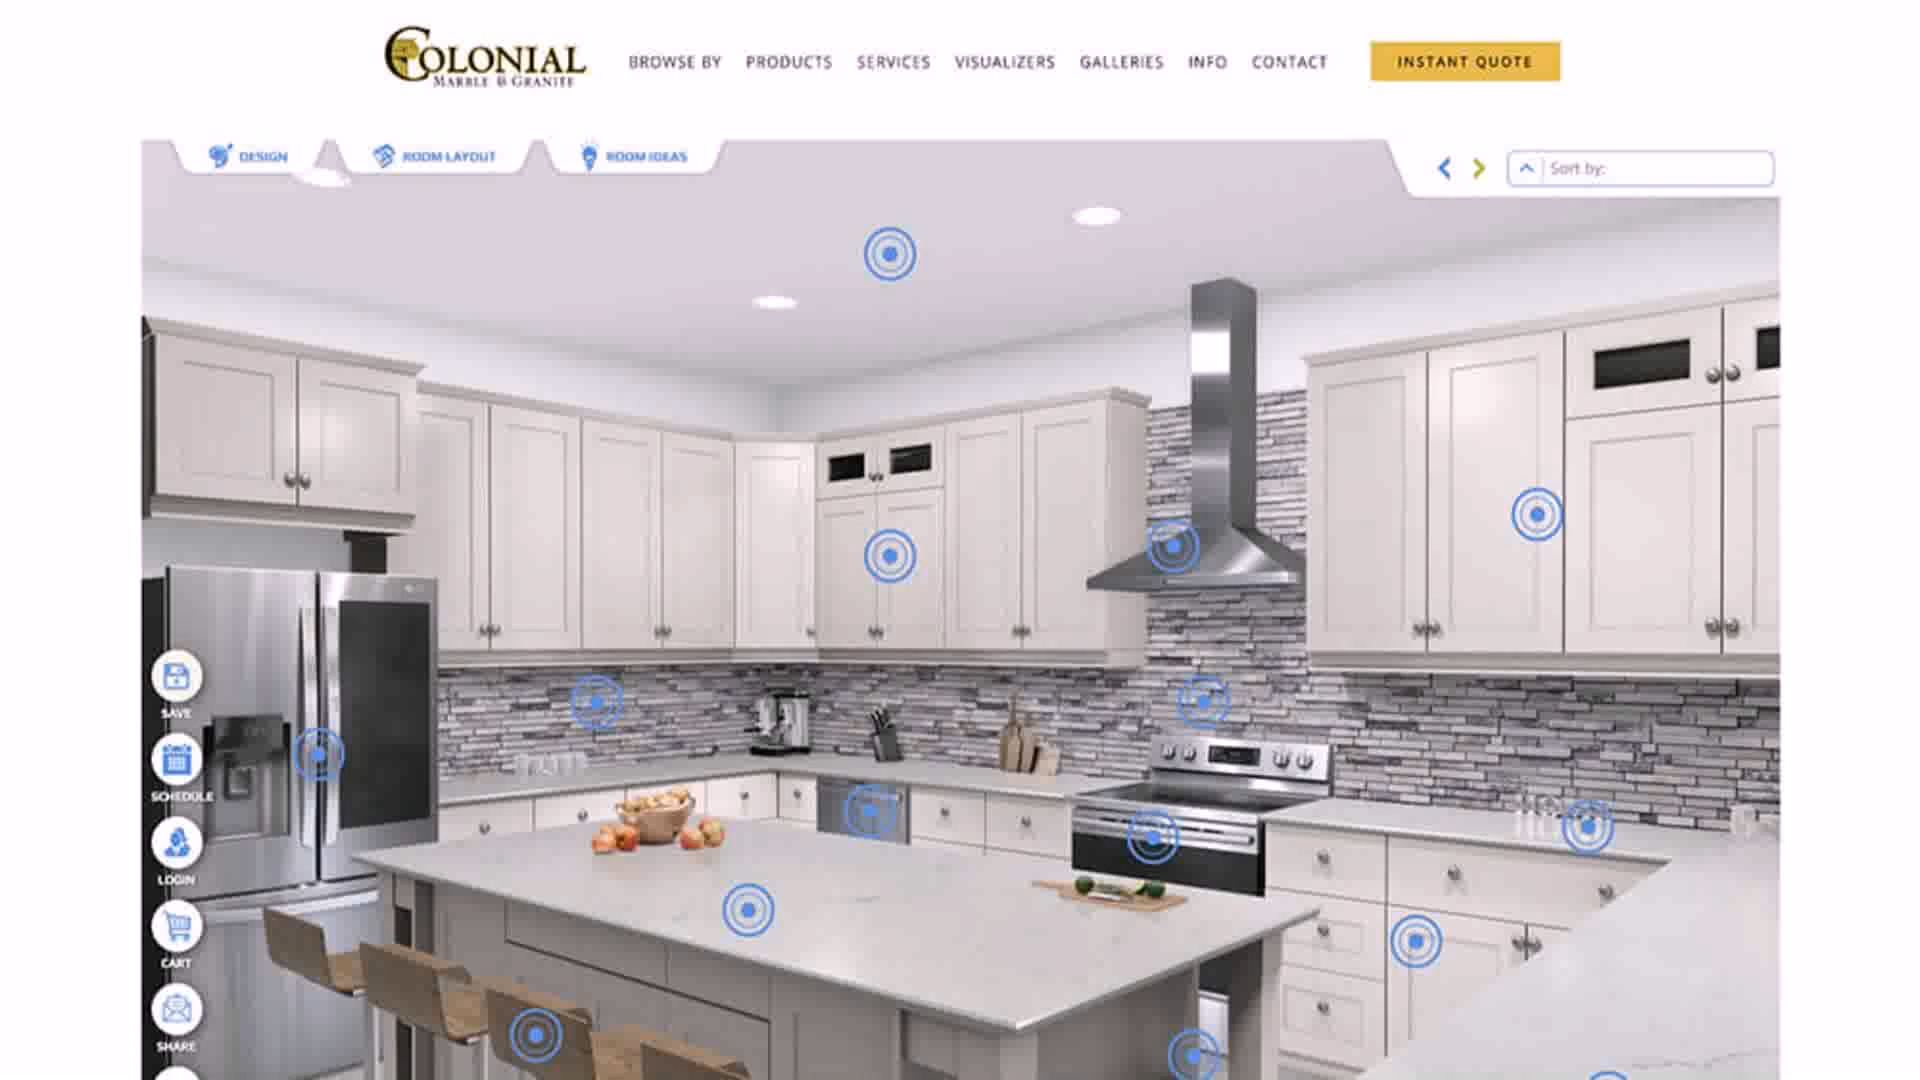 COLONIAL
MARBLE & GRANITE
BROWSE BY PRODUCTS SERVICES VISUALIZERS GALLERIES INFO CONTACT
INSTANT QUOTE
DESIGN ROOM LAYOUT ROOM IDEAS
Sort by:
SAVE
SCHEDULE
LOGIN
CART
SHARE